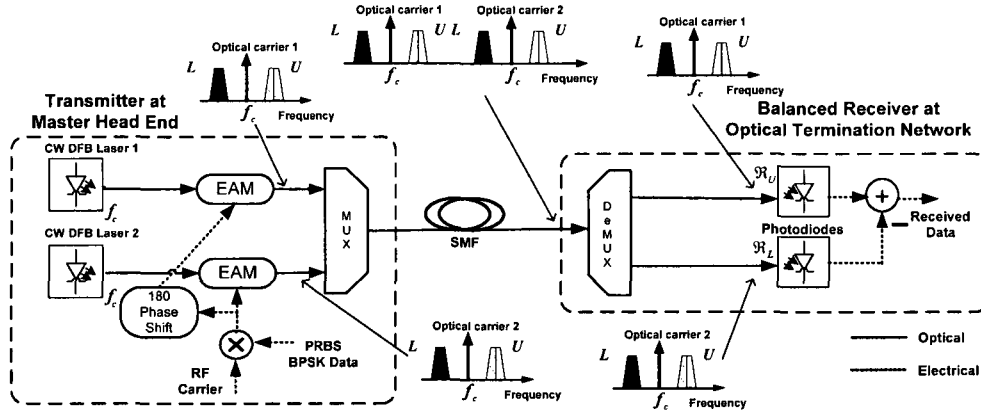 Optical carrier 1
L
U
f_c
Frequency
Optical carrier 1
L
U
f_c
Optical carrier 2
L
U
f_c
Frequency
Optical carrier 1
L
U
f_c
Frequency
Transmitter at
Master Head End
Balanced Receiver at
Optical Termination Network
CW DFB Laser 1
f_c
EAM
CW DFB Laser 2
f_c
EAM
180
Phase
Shift
PRBS
BPSK Data
RF
Carrier
MUX
SMF
DeMUX
ℜ_U
Photodiodes
ℜ_L
+
−
Received
Data
Optical carrier 2
L
U
f_c
Frequency
Optical carrier 2
L
U
f_c
Frequency
Optical
Electrical